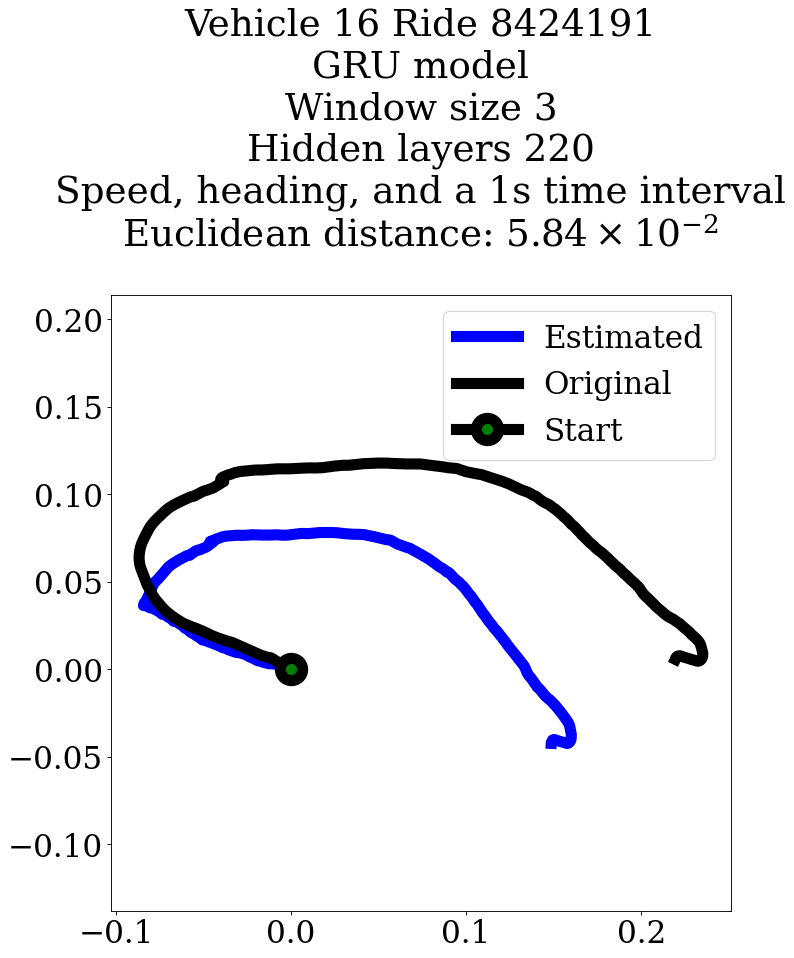 Vehicle 16 Ride 8424191
GRU model
Window size 3
Hidden layers 220
Speed, heading, and a 1s time interval
Euclidean distance: 5.84 × 10⁻²
Estimated
Original
Start
0.20
0.15
0.10
0.05
0.00
−0.05
−0.10
−0.1 0.0 0.1 0.2